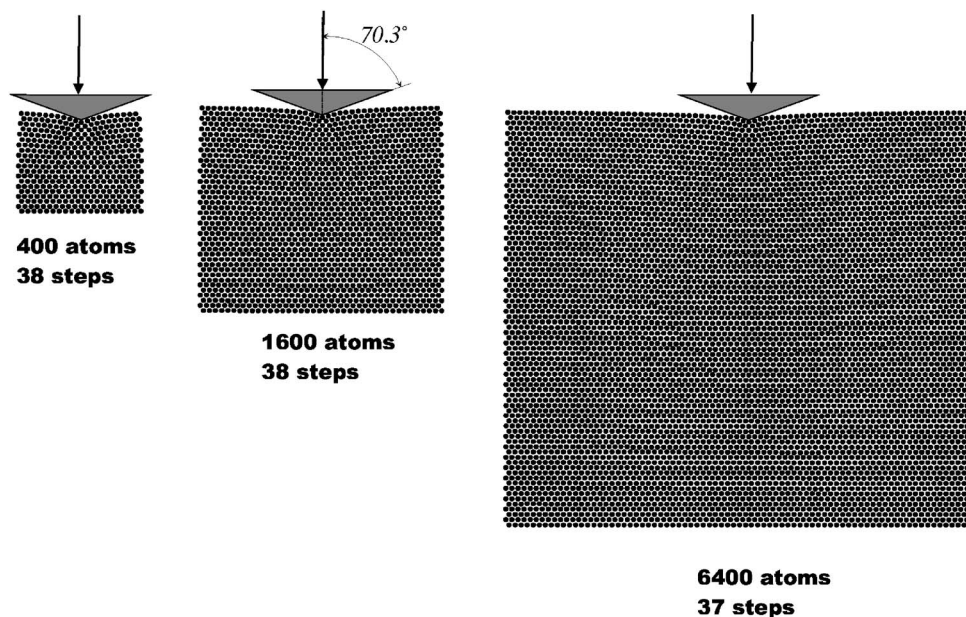 70.3°
400 atoms
38 steps
1600 atoms
38 steps
6400 atoms
37 steps